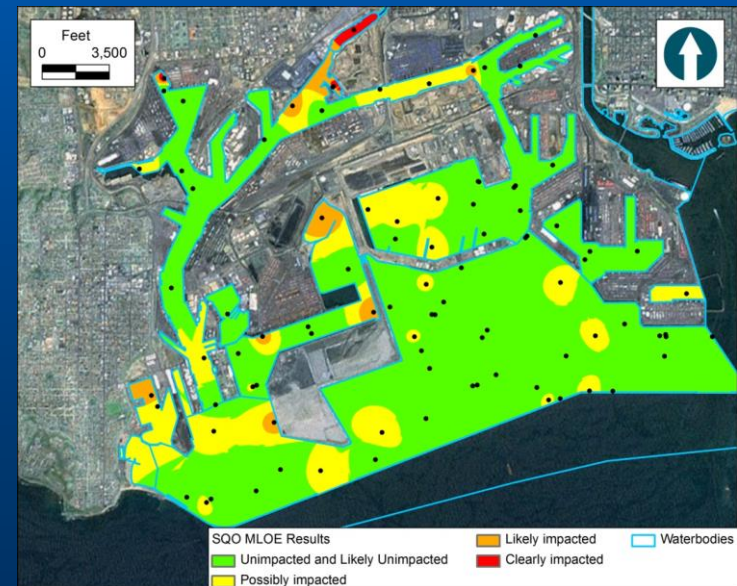 Feet
0 3,500
SQO MLOE Results
Unimpacted and Likely Unimpacted
Possibly impacted
Likely impacted
Clearly impacted
Waterbodies